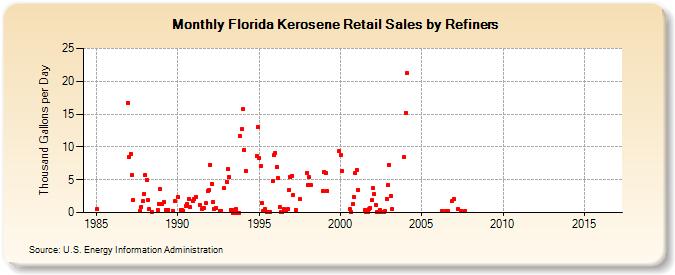 Monthly Florida Kerosene Retail Sales by Refiners
Thousand Gallons per Day
25
20
15
10
5
0
1985 1990 1995 2000 2005 2010 2015
Source: U.S. Energy Information Administration